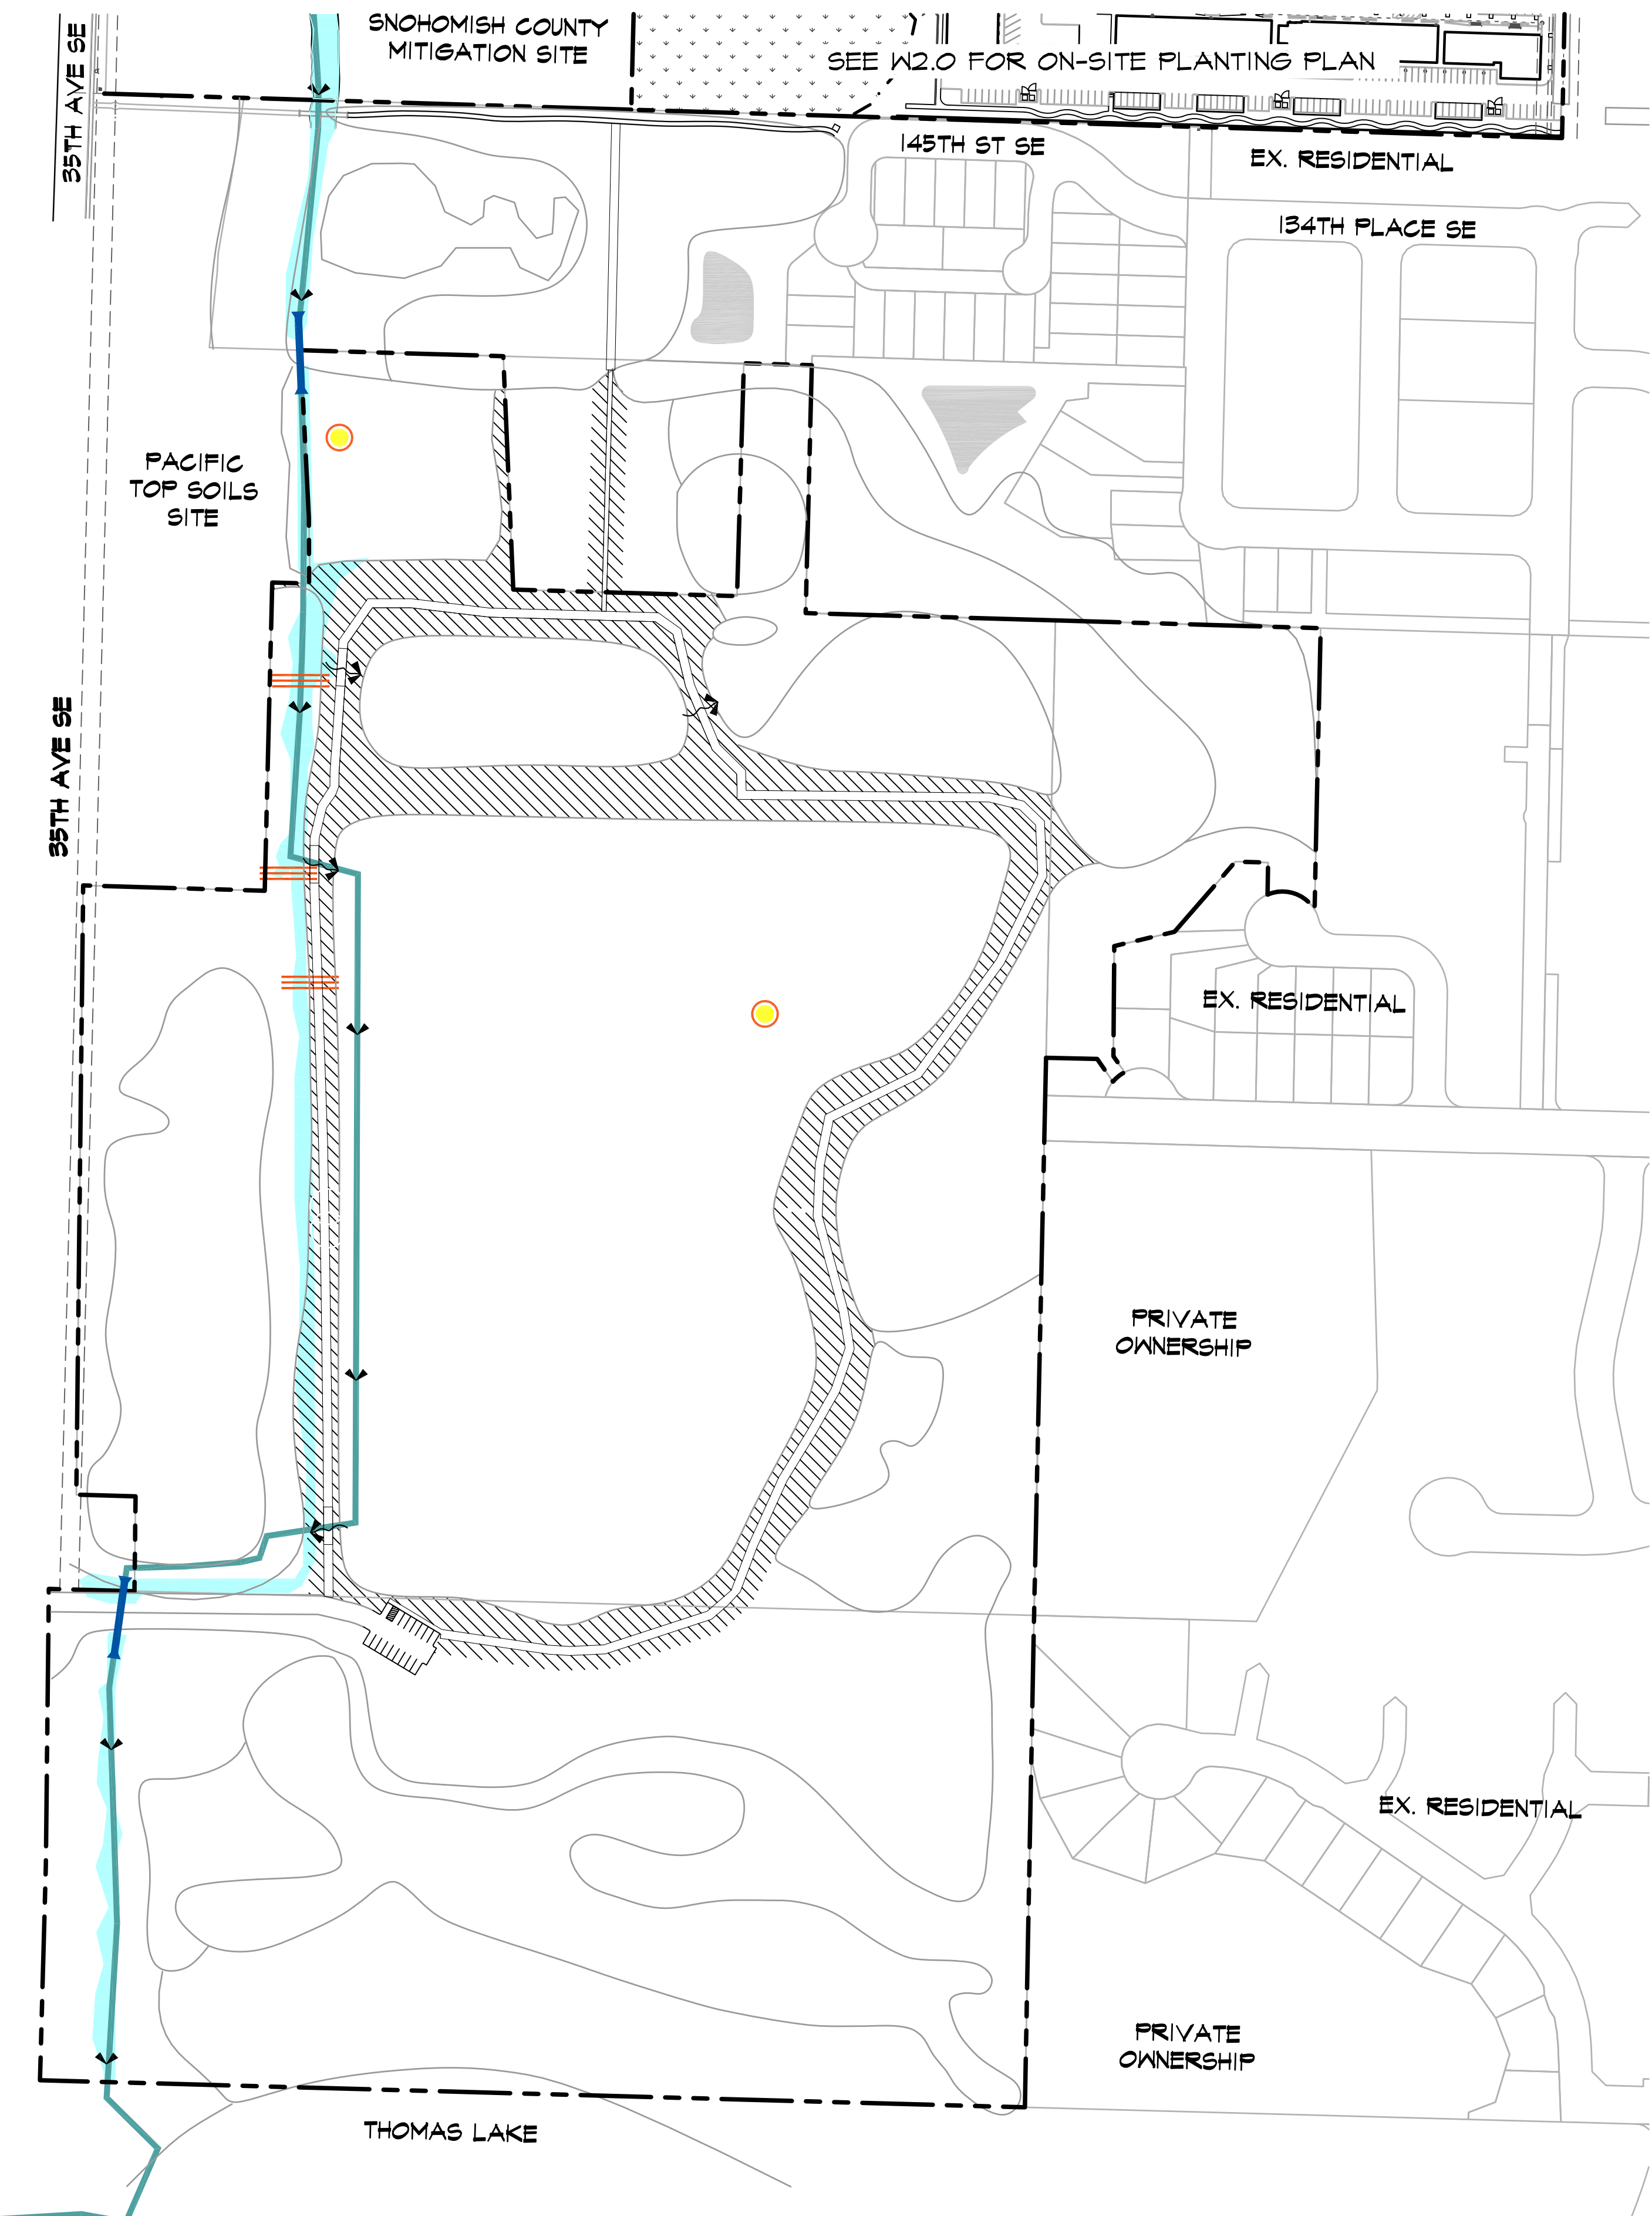 SNOHOMISH COUNTY
MITIGATION SITE
SEE W2.0 FOR ON-SITE PLANTING PLAN
35TH AVE SE
145TH ST SE
EX. RESIDENTIAL
134TH PLACE SE
PACIFIC
TOP SOILS
SITE
35TH AVE SE
EX. RESIDENTIAL
PRIVATE
OWNERSHIP
EX. RESIDENTIAL
PRIVATE
OWNERSHIP
THOMAS LAKE